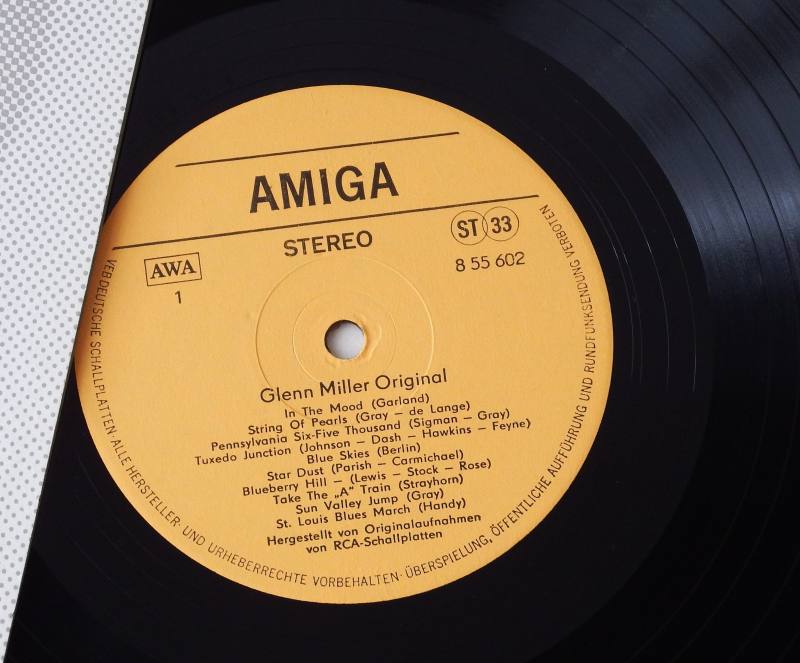 AMIGA
STEREO
ST 33
AWA
8 55 602
1
Glenn Miller Original
In The Mood (Garland)
String Of Pearls (Gray – de Lange)
Pennsylvania Six-Five Thousand (Sigman – Gray)
Tuxedo Junction (Johnson – Dash – Hawkins – Feyne)
Blue Skies (Berlin)
Star Dust (Parish – Carmichael)
Blueberry Hill – (Lewis – Stock – Rose)
Take The „A“ Train (Strayhorn)
Sun Valley Jump (Gray)
St. Louis Blues March (Handy)
Hergestellt von Originalaufnahmen
von RCA-Schallplatten
VEB DEUTSCHE SCHALLPLATTEN·ALLE HERSTELLER- UND URHEBERRECHTE VORBEHALTEN·ÜBERSPIELUNG, ÖFFENTLICHE AUFFÜHRUNG UND RUNDFUNKSENDUNG VERBOTEN